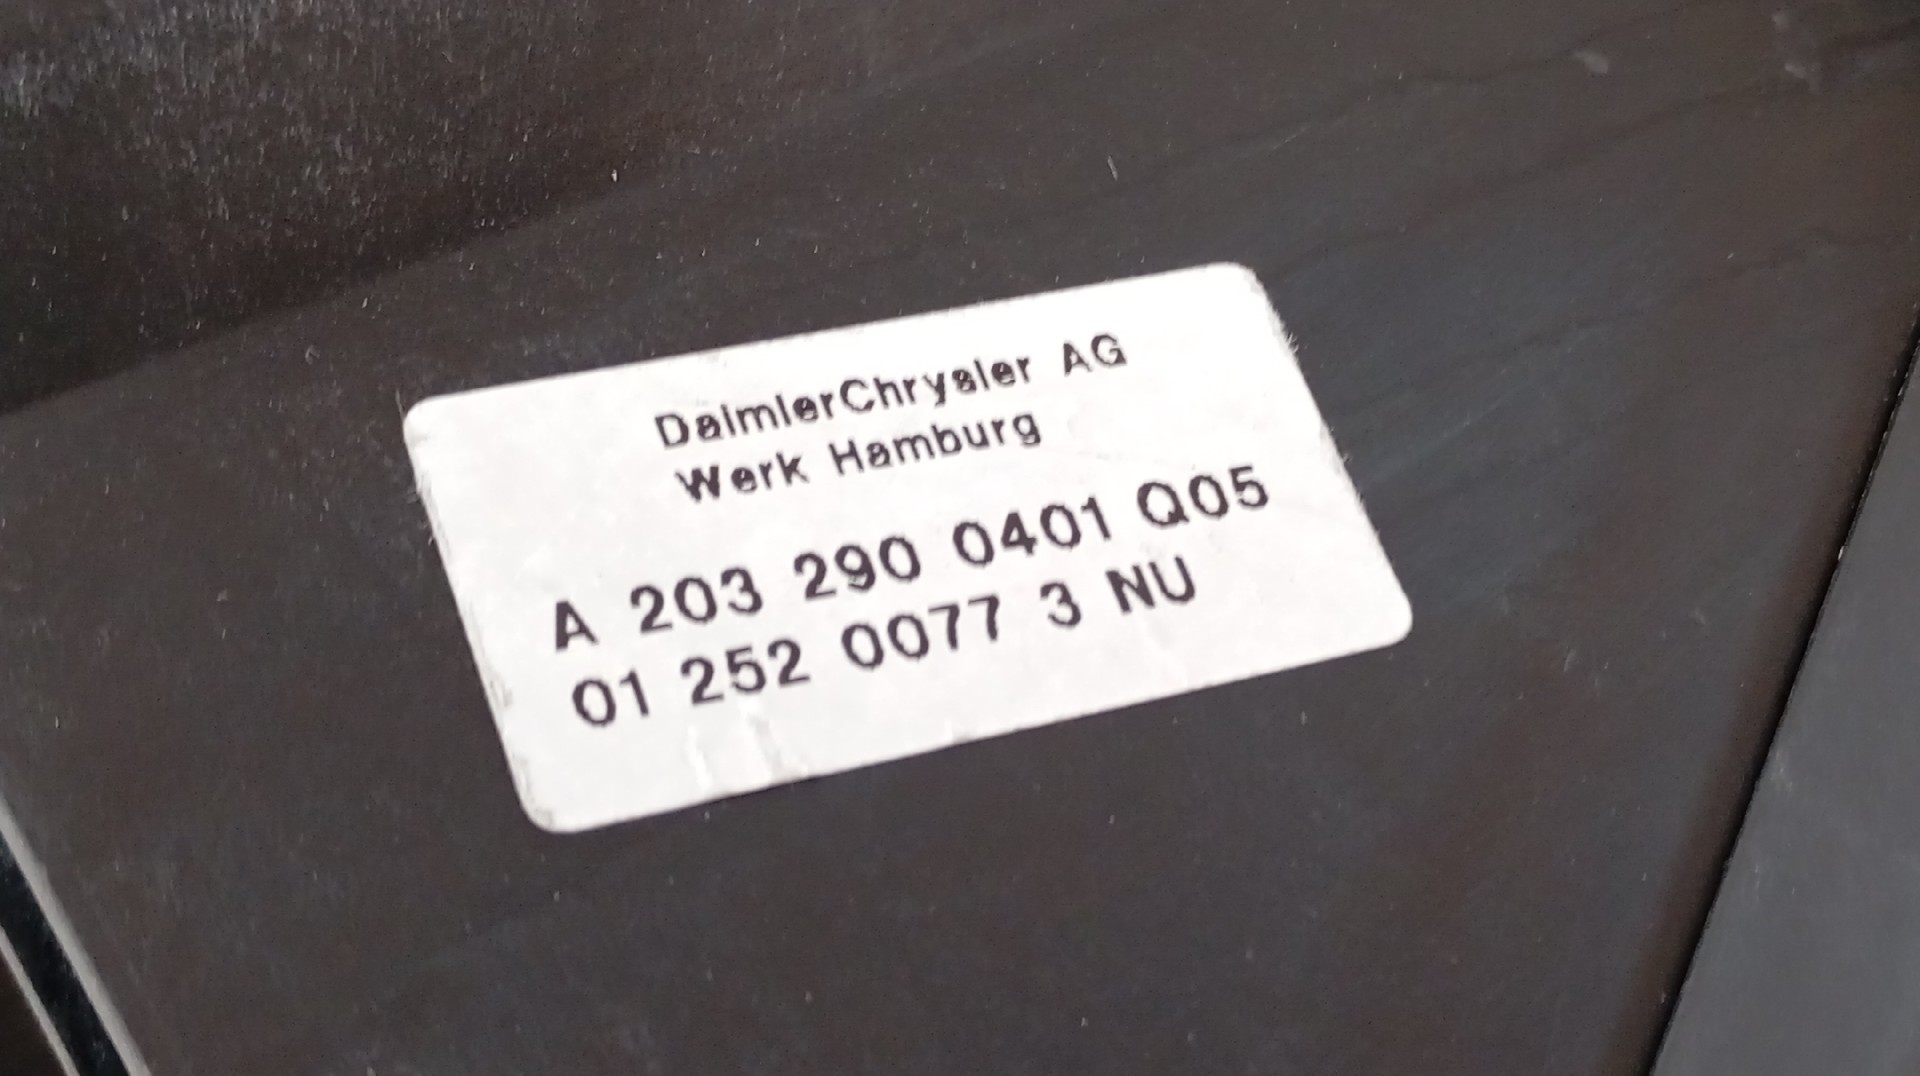 DaimlerChrysler AG
Werk Hamburg
A 203 290 0401 Q05
01 252 0077 3 NU